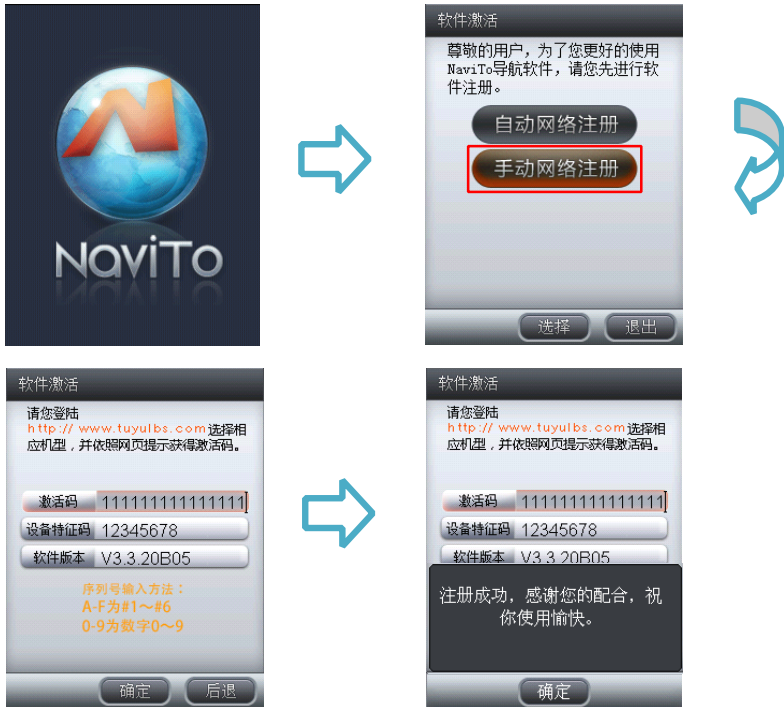 NaviTo
软件激活
尊敬的用户，为了您更好的使用
NaviTo导航软件，请您先进行软
件注册。
自动网络注册
手动网络注册
选择 退出
软件激活
请您登陆
http:// www.tuyulbs.com选择相
应机型，并依照网页提示获得激活码。
激活码 111111111111111
设备特征码 12345678
软件版本 V3.3.20B05
序列号输入方法：
A-F为#1～#6
0-9为数字0～9
确定 后退
软件激活
请您登陆
http:// www.tuyulbs.com选择相
应机型，并依照网页提示获得激活码。
激活码 111111111111111
设备特征码 12345678
软件版本 V3.3.20B05
注册成功，感谢您的配合，祝
你使用愉快。
确定